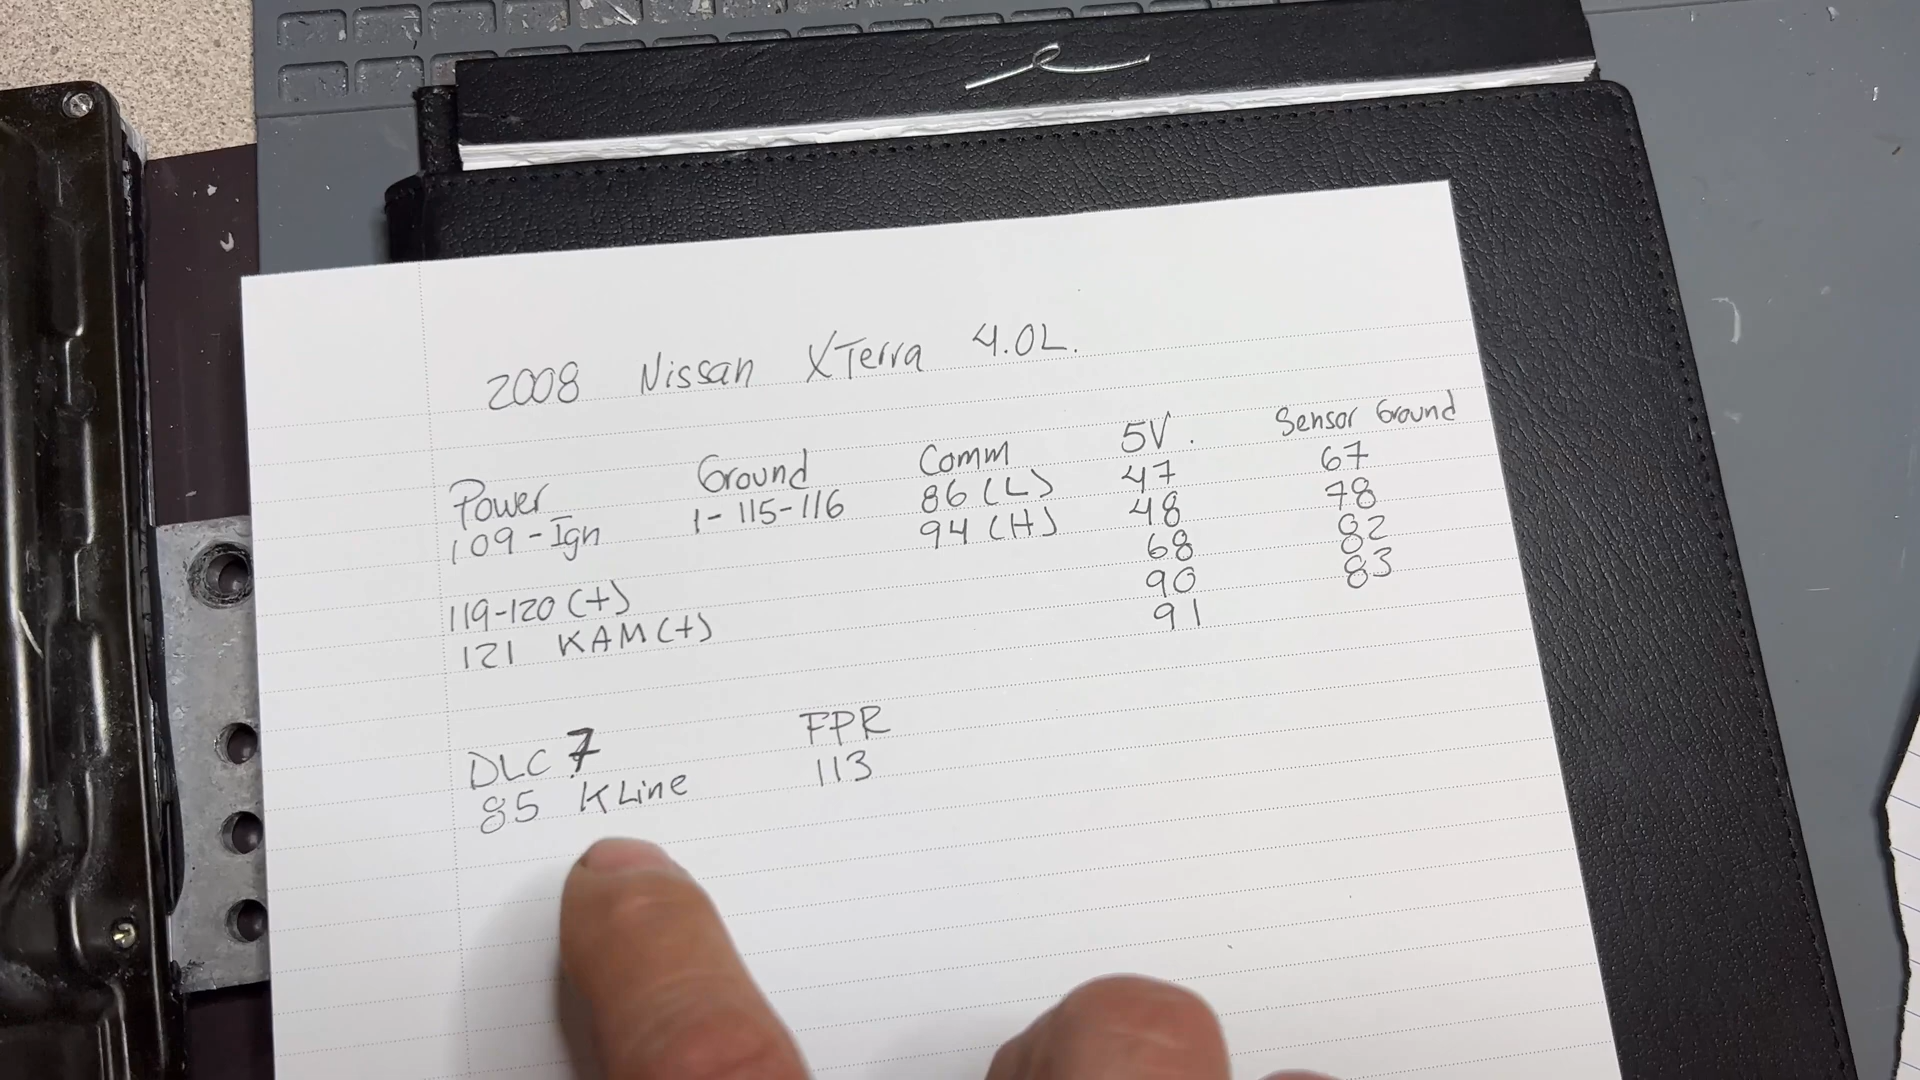 2008 Nissan XTerra 4.0L.
Power Ground Comm 5V. Sensor Ground
109-Ign 1-115-116 86(L) 47 67
94(H) 48 78
119-120(+) 68 82
121 KAM(+) 90 83
91
DLC 7 FPR
85 KLine 113